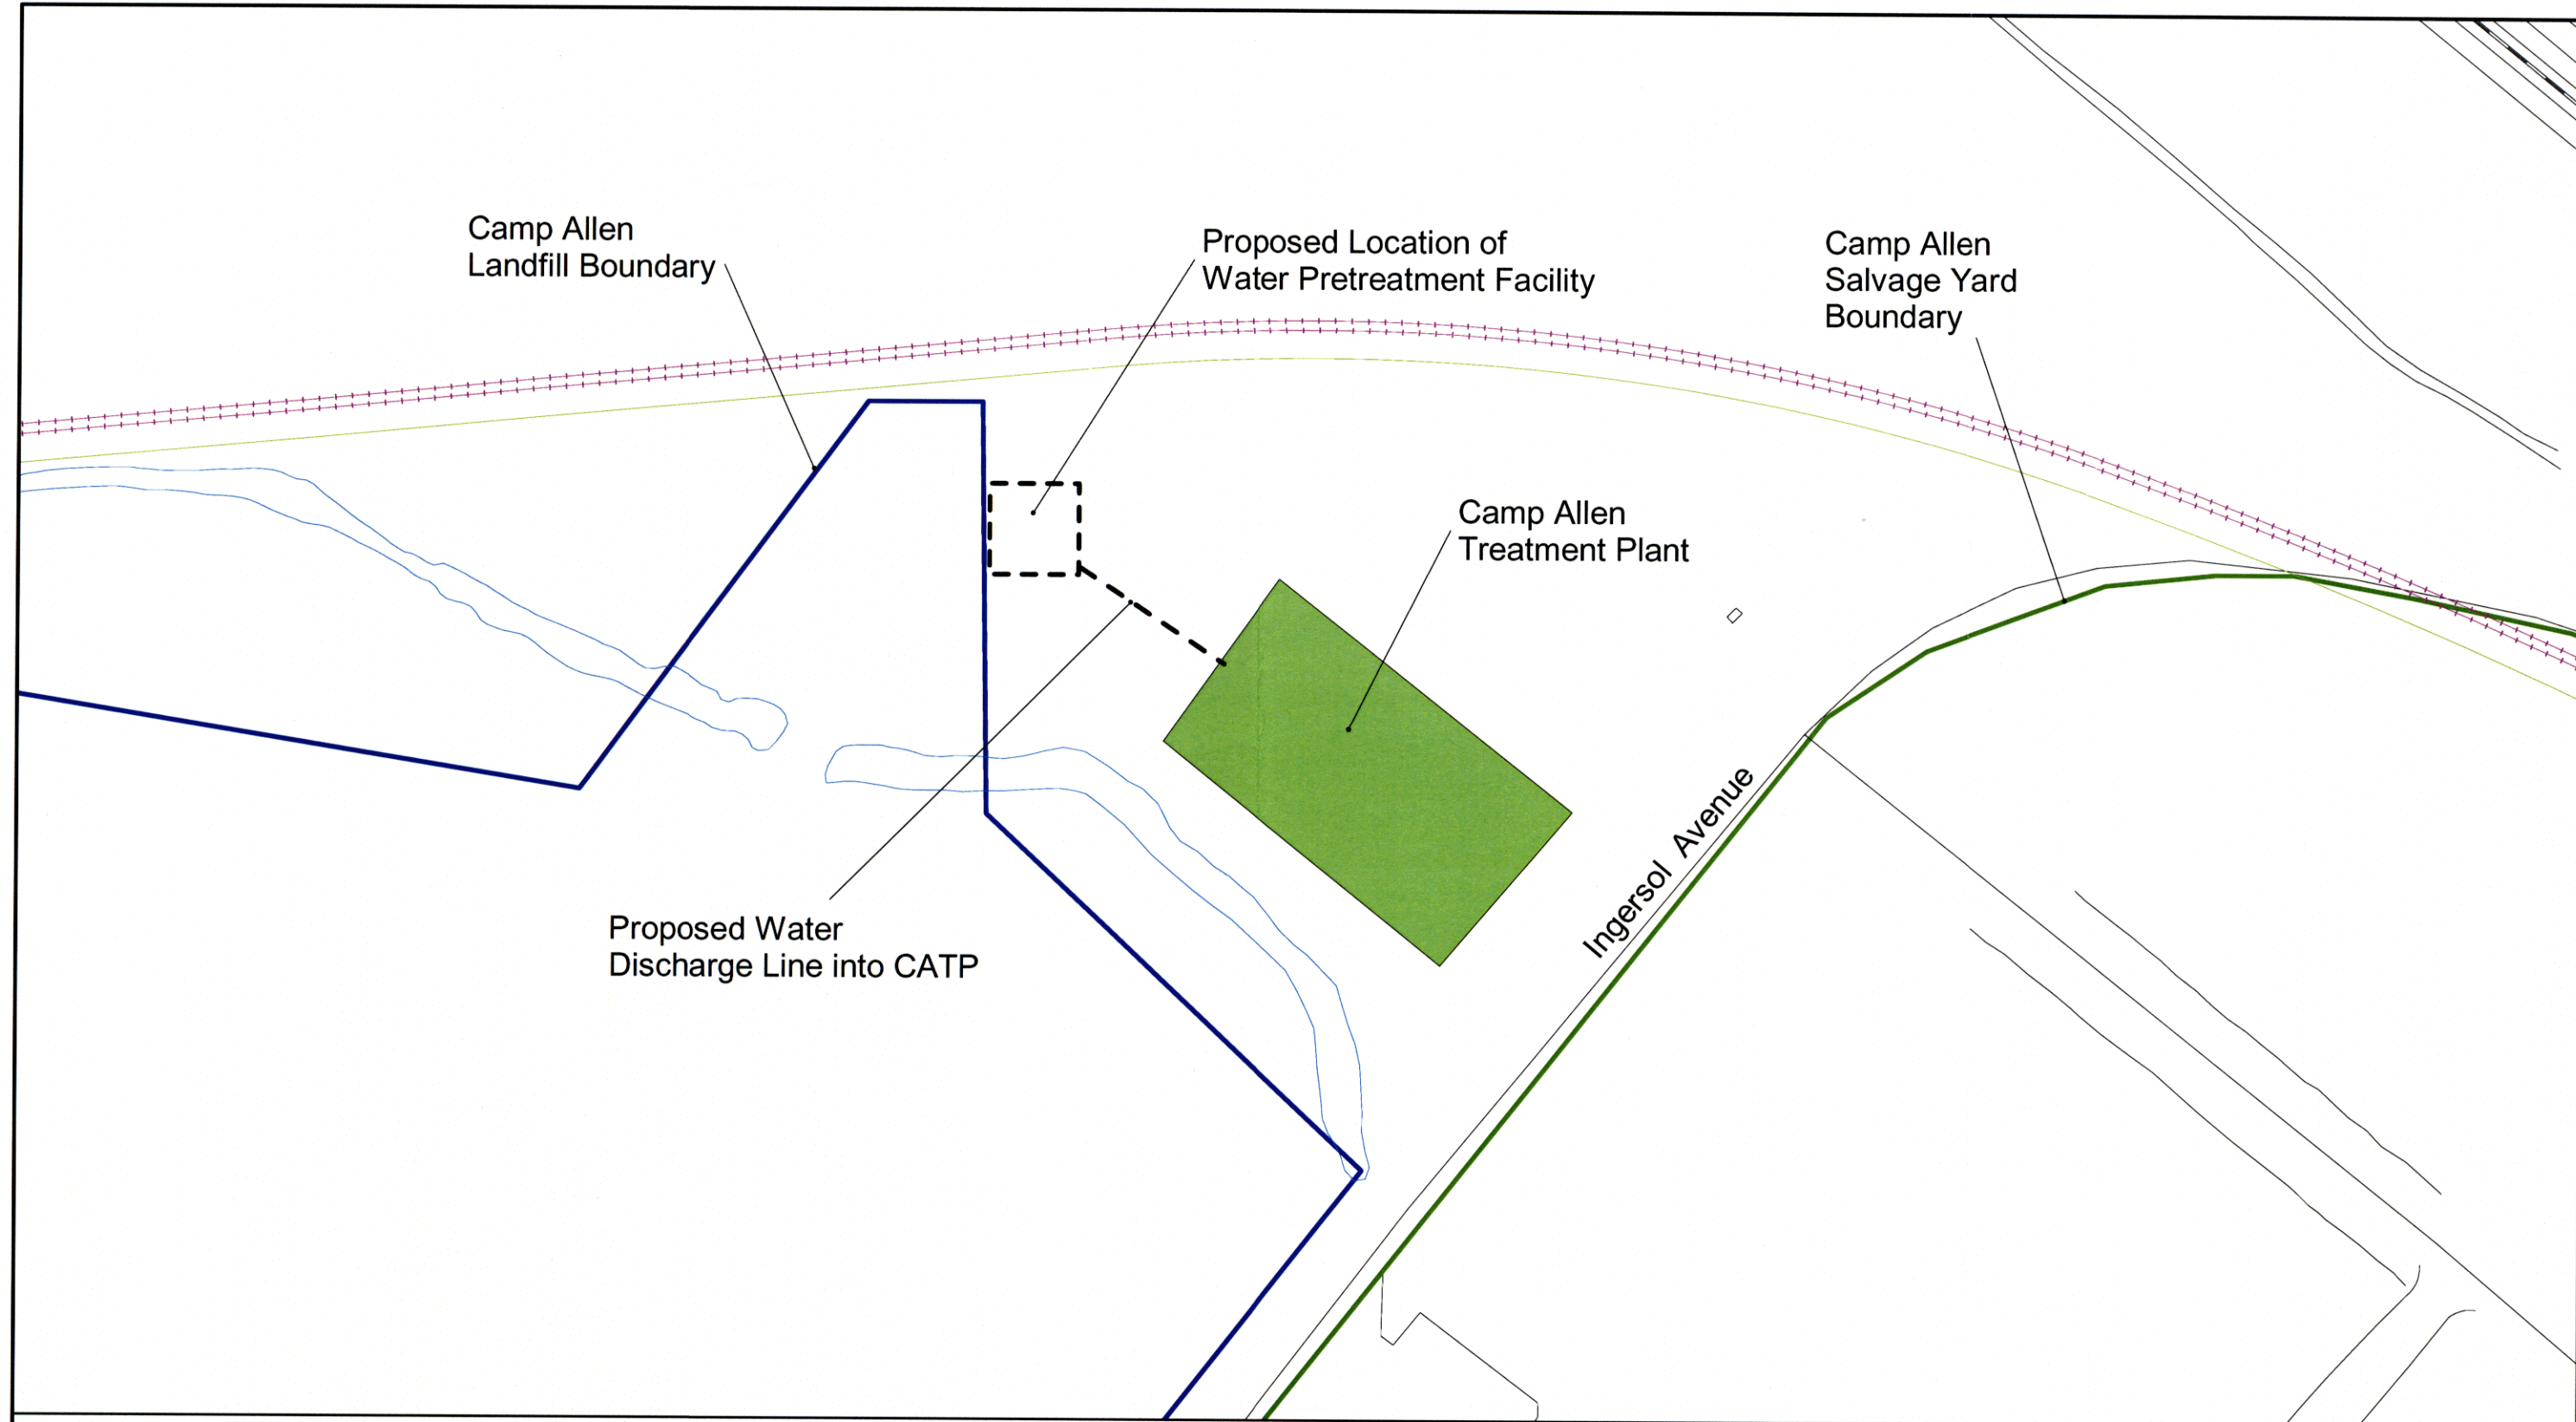 Camp Allen
Landfill Boundary
Proposed Location of
Water Pretreatment Facility
Camp Allen
Salvage Yard
Boundary
Camp Allen
Treatment Plant
Ingersol Avenue
Proposed Water
Discharge Line into CATP